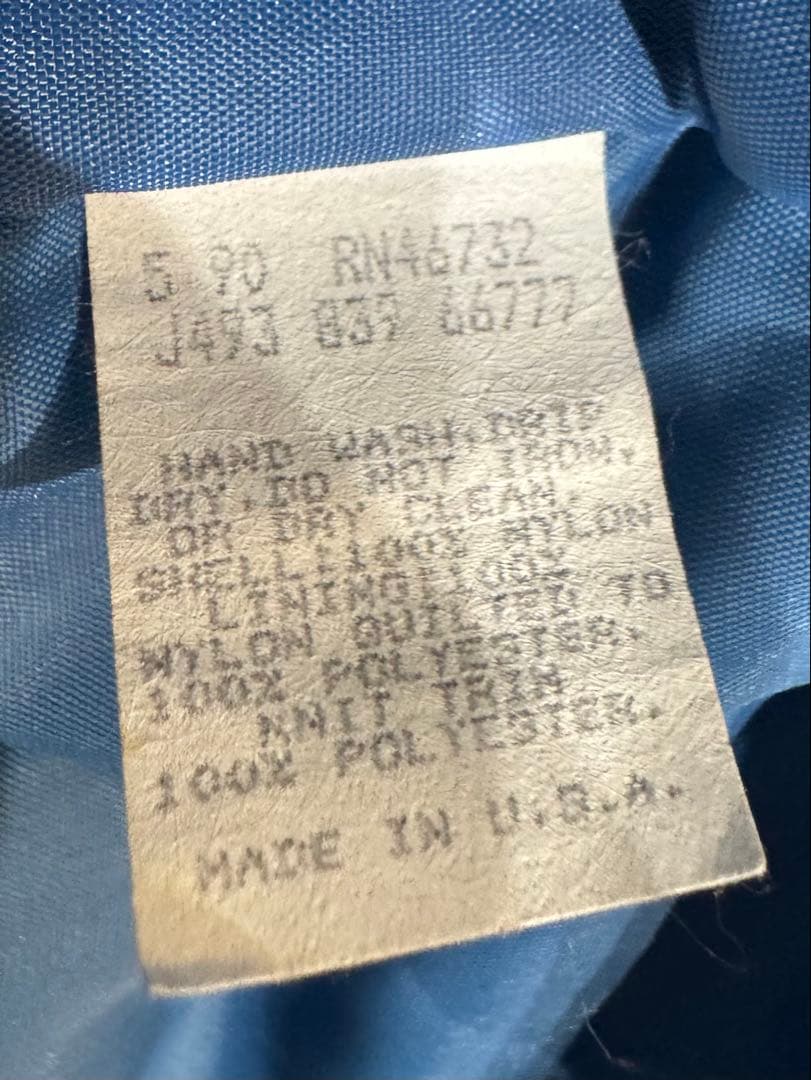 5 90 RN46732
J493 839 66777
HAND WASH.DRIP
DRY.DO NOT IRON,
OR DRY CLEAN.
SHELL:100% NYLON
LINING:100%
NYLON QUILTED TO
100% POLYESTER.
KNIT TRIM
100% POLYESTER.
MADE IN U.S.A.